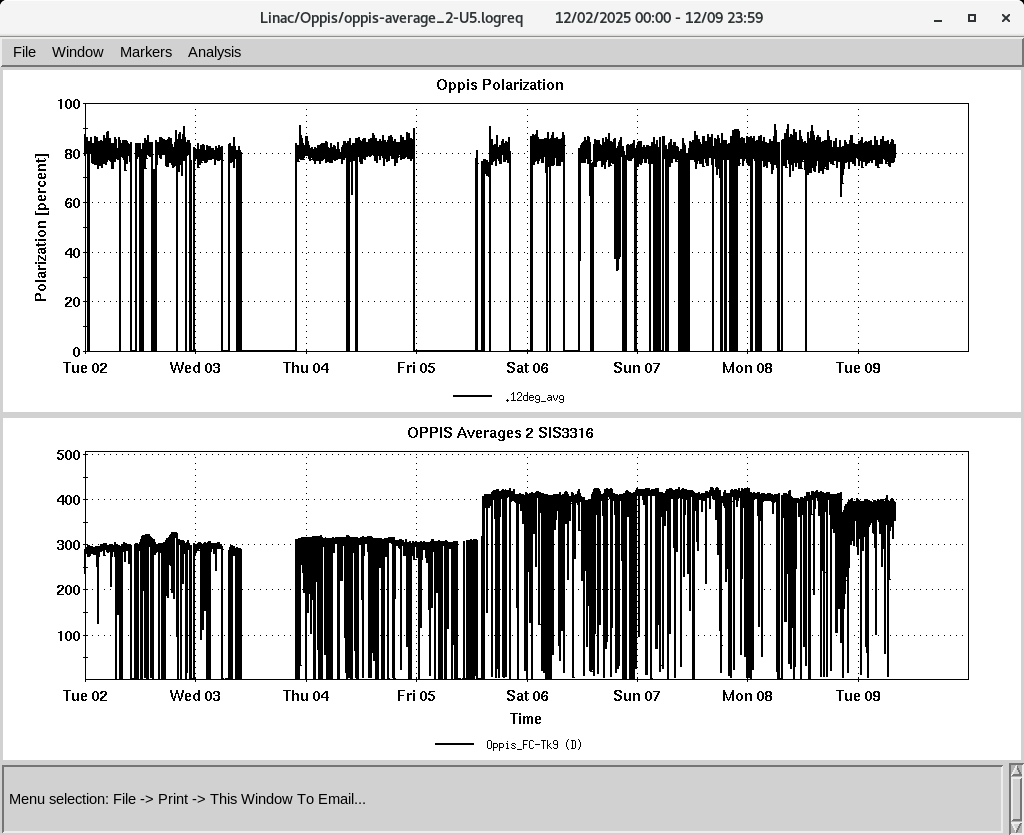 Linac/Oppis/oppis-average_2-U5.logreq 12/02/2025 00:00 - 12/09 23:59
File Window Markers Analysis
Oppis Polarization
Polarization [percent]
100
80
60
40
20
0
Tue 02 Wed 03 Thu 04 Fri 05 Sat 06 Sun 07 Mon 08 Tue 09
.12deg_avg
OPPIS Averages 2 SIS3316
500
400
300
200
100
Tue 02 Wed 03 Thu 04 Fri 05 Sat 06 Sun 07 Mon 08 Tue 09
Time
Oppis_FC-Tk9 (D)
Menu selection: File -> Print -> This Window To Email...